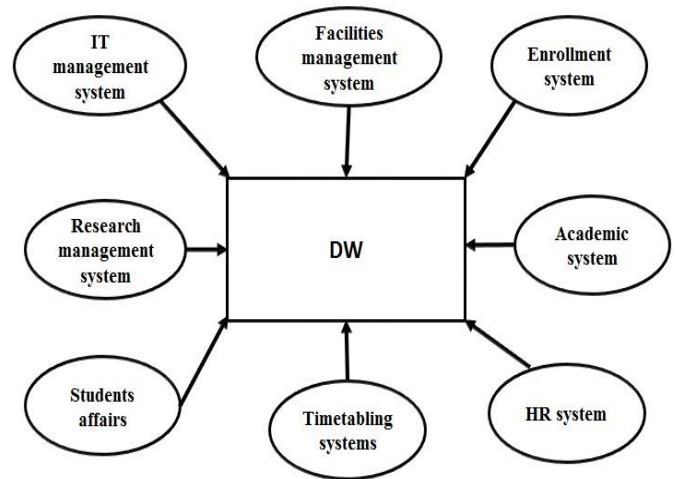 IT
management
system
Facilities
management
system
Enrollment
system
Research
management
system
DW
Academic
system
Students
affairs
Timetabling
systems
HR system